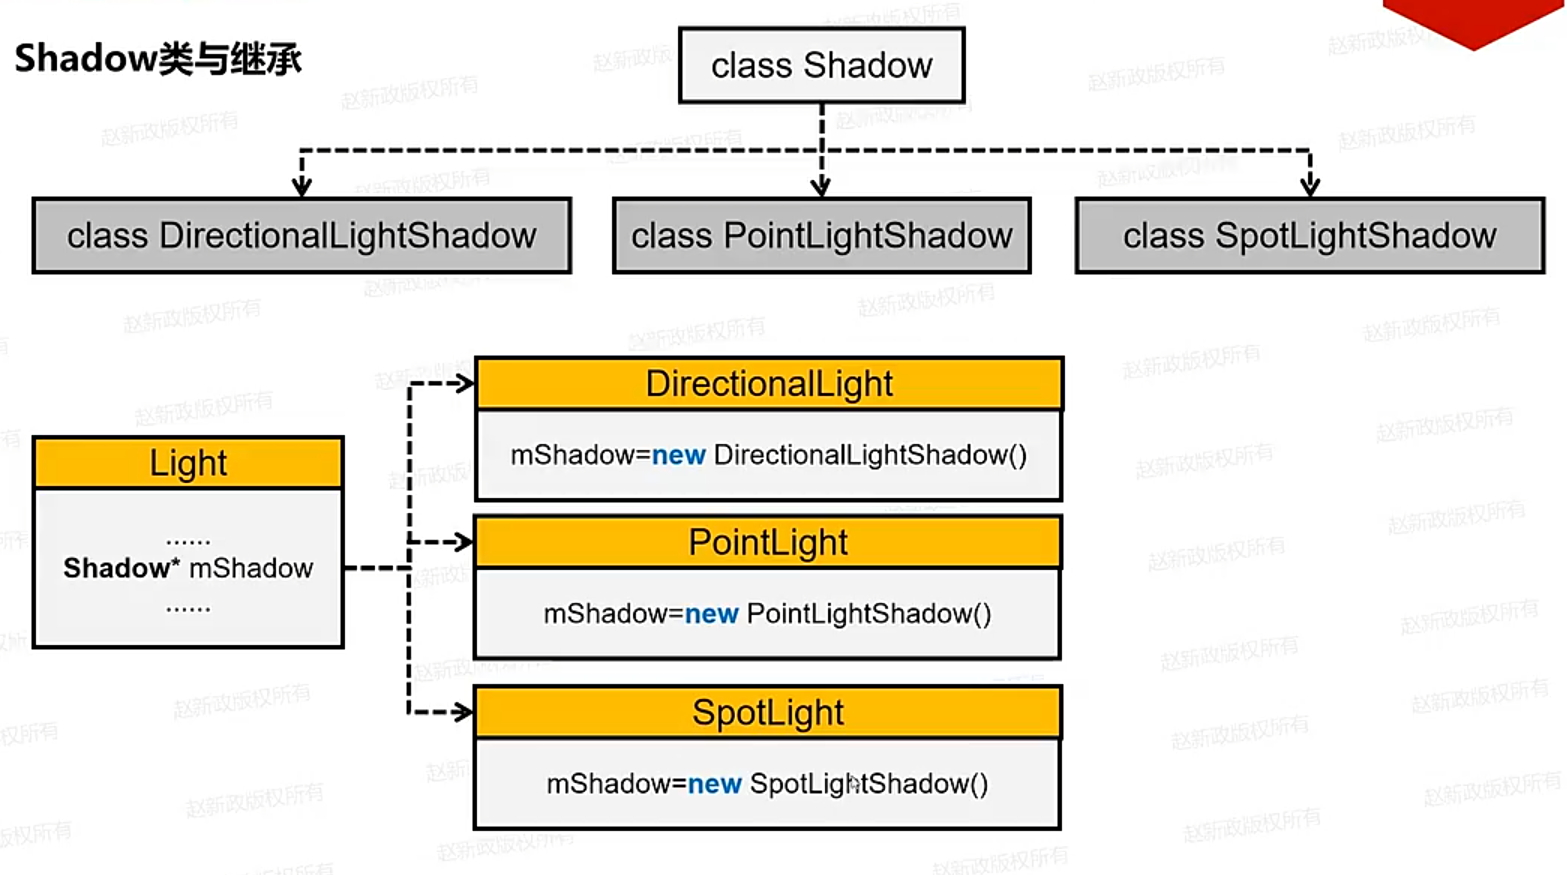 Shadow类与继承
class Shadow
class DirectionalLightShadow
class PointLightShadow
class SpotLightShadow
Light
......
Shadow* mShadow
......
DirectionalLight
mShadow=new DirectionalLightShadow()
PointLight
mShadow=new PointLightShadow()
SpotLight
mShadow=new SpotLightShadow()
赵新政版权所有